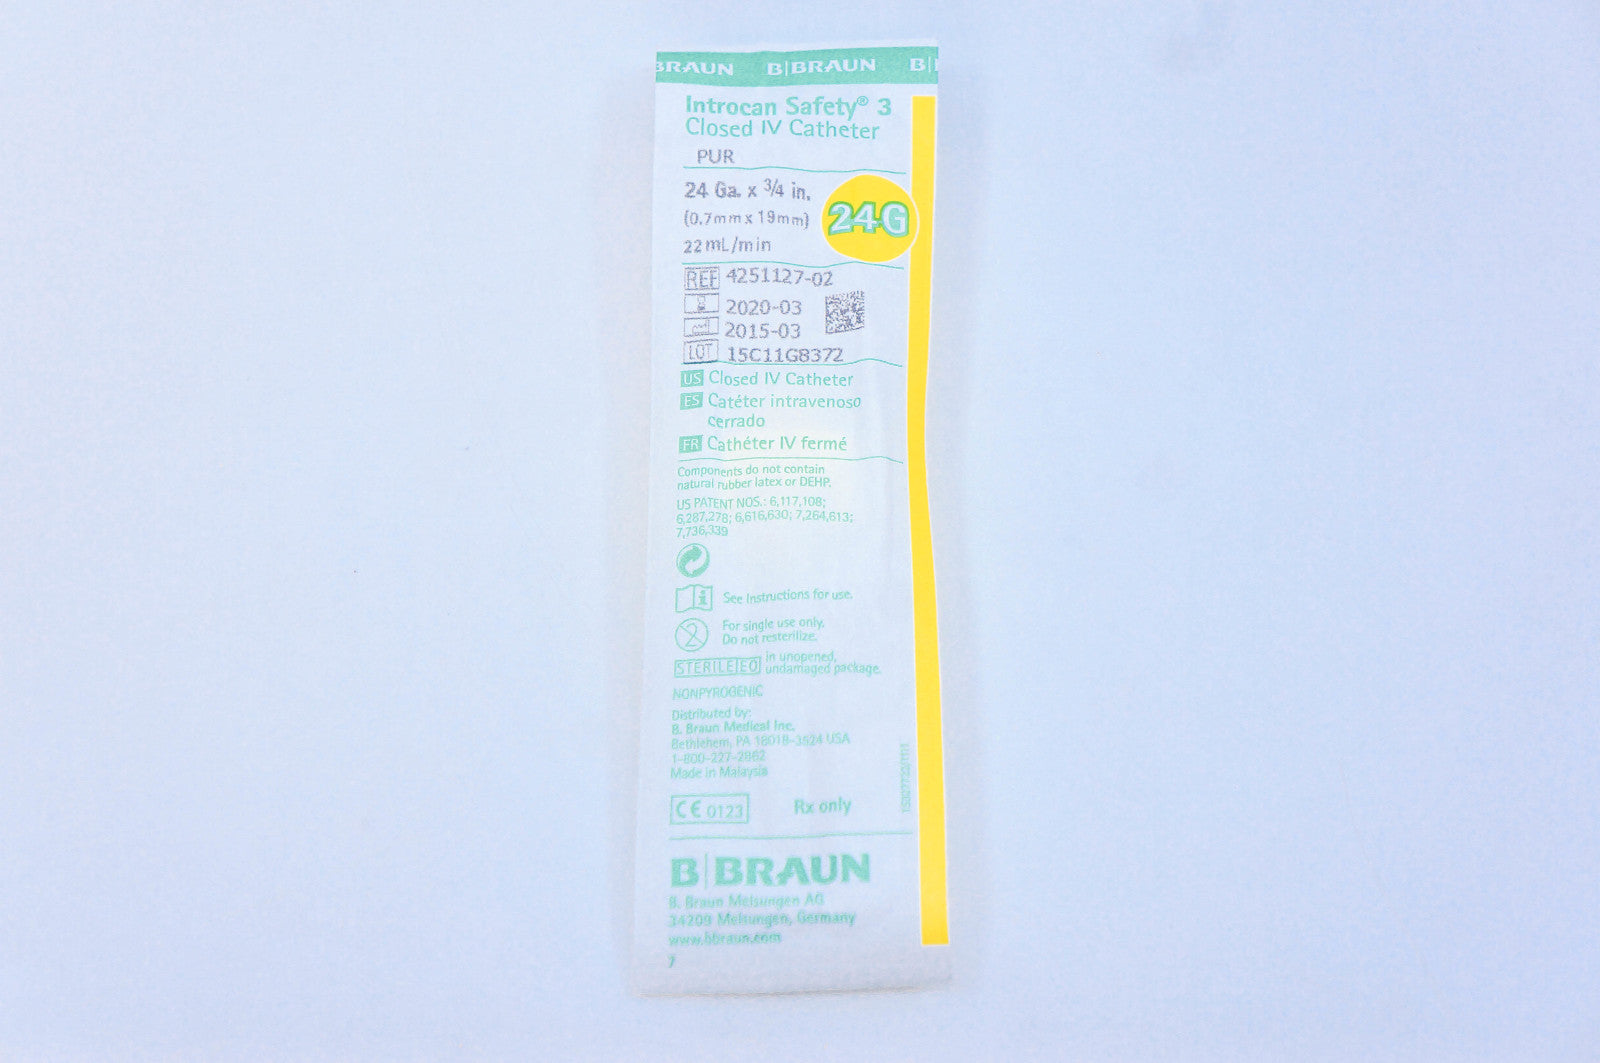 BRAUN B|BRAUN B|
Introcan Safety® 3
Closed IV Catheter
PUR
24 Ga. x 3/4 in.
(0.7mm x 19mm)
22 mL/min
24G
REF 4251127-02
2020-03
2015-03
LOT 15C11G8372
US Closed IV Catheter
ES Catéter intravenoso
cerrado
FR Cathéter IV fermé
Components do not contain
natural rubber latex or DEHP.
US PATENT NOS.: 6,117,108;
6,287,278; 6,616,630; 7,264,613;
7,736,339
See Instructions for use.
2 For single use only.
Do not resterilize.
STERILE EO in unopened,
undamaged package.
NONPYROGENIC
Distributed by:
B. Braun Medical Inc.
Bethlehem, PA 18018-3524 USA
1-800-227-2862
Made in Malaysia
CE 0123 Rx only
B|BRAUN
B. Braun Melsungen AG
34209 Melsungen, Germany
www.bbraun.com